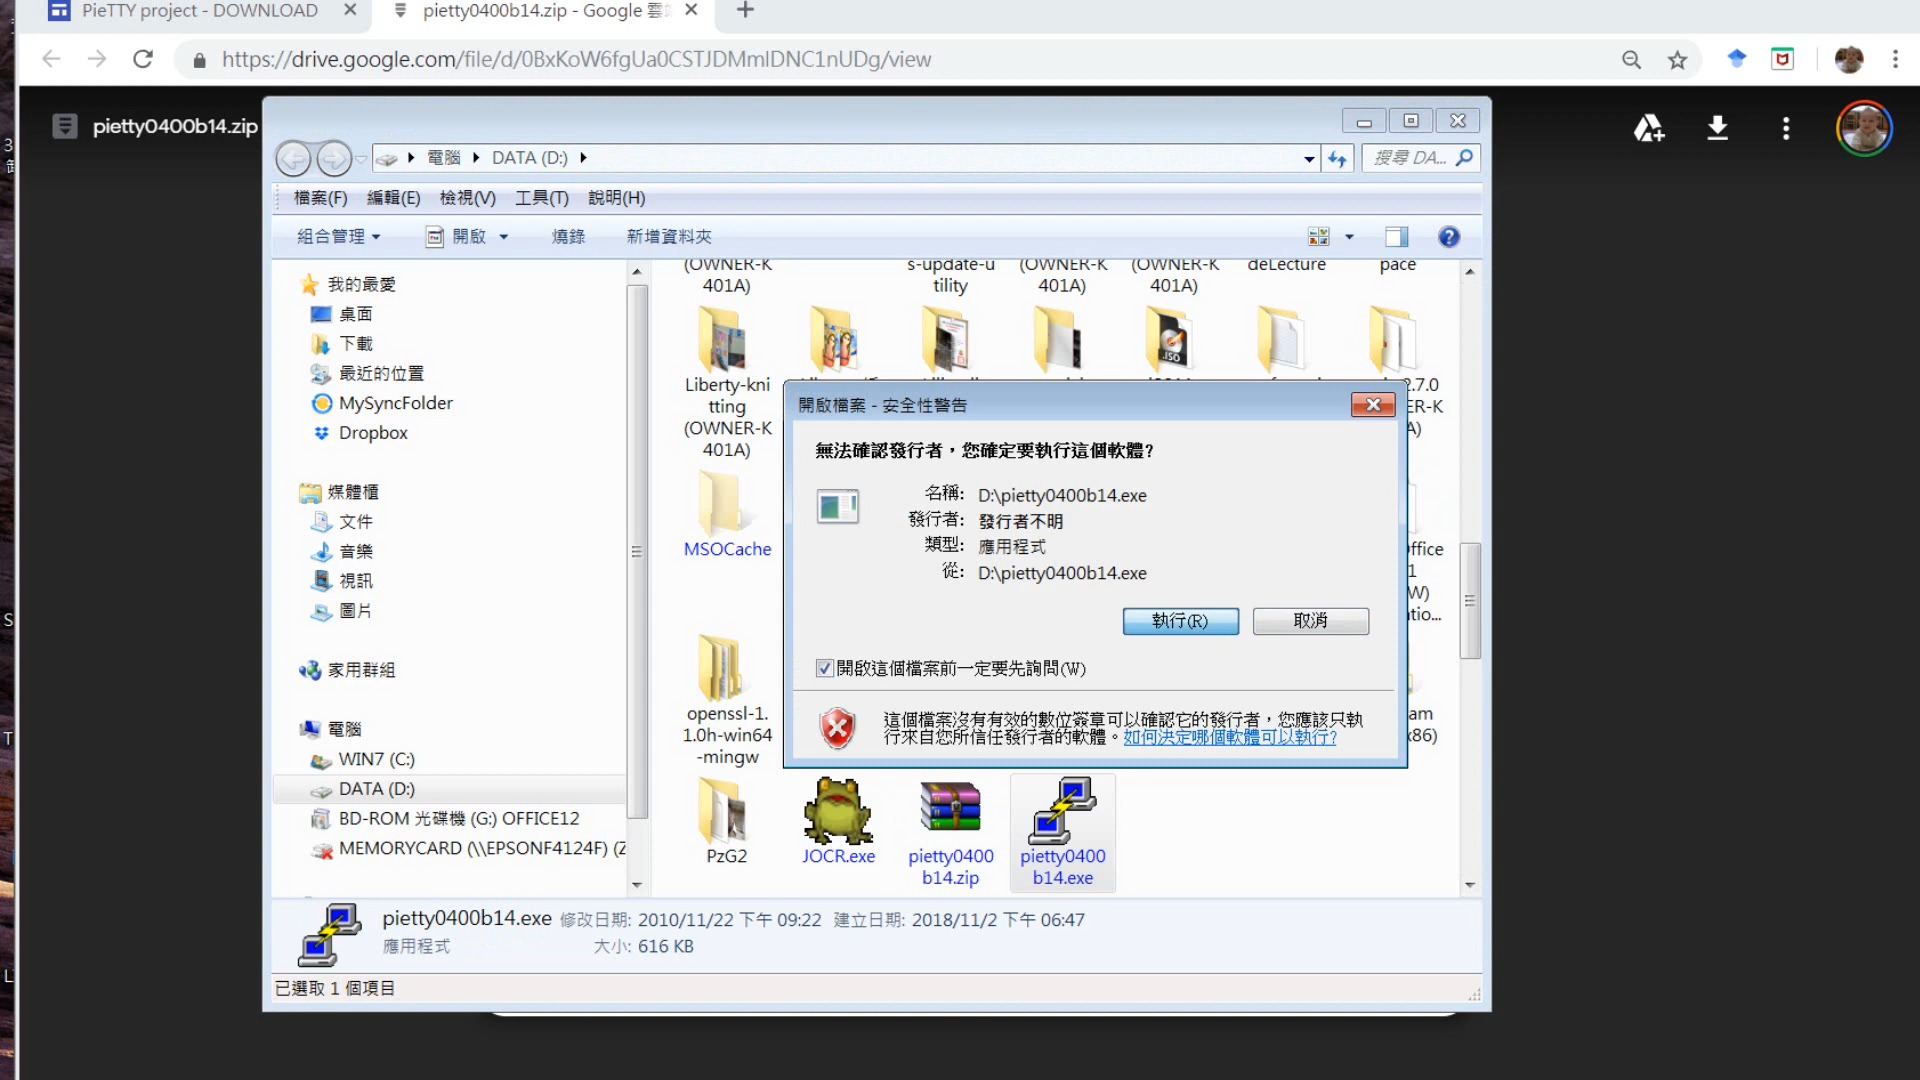 PieTTY project - DOWNLOAD
pietty0400b14.zip - Google 雲
https://drive.google.com/file/d/0BxKoW6fgUa0CSTJDMmlDNC1nUDg/view
pietty0400b14.zip
電腦 DATA (D:)
搜尋 DA...
檔案(F) 編輯(E) 檢視(V) 工具(T) 說明(H)
組合管理 開啟 燒錄 新增資料夾
我的最愛
桌面
下載
最近的位置
MySyncFolder
Dropbox
媒體櫃
文件
音樂
視訊
圖片
家用群組
電腦
WIN7 (C:)
DATA (D:)
BD-ROM 光碟機 (G:) OFFICE12
MEMORYCARD (\\EPSONF4124F) (Z
(OWNER-K s-update-u (OWNER-K (OWNER-K deLecture pace
401A) tility 401A) 401A)
Liberty-kni
tting
(OWNER-K
401A)
2.7.0
ER-K
A)
MSOCache
ffice
1
W)
tio...
openssl-1.
1.0h-win64
-mingw
am
x86)
PzG2
JOCR.exe
pietty0400
b14.zip
pietty0400
b14.exe
開啟檔案 - 安全性警告
無法確認發行者，您確定要執行這個軟體?
名稱: D:\pietty0400b14.exe
發行者: 發行者不明
類型: 應用程式
從: D:\pietty0400b14.exe
執行(R) 取消
開啟這個檔案前一定要先詢問(W)
這個檔案沒有有效的數位簽章可以確認它的發行者，您應該只執
行來自您所信任發行者的軟體。如何決定哪個軟體可以執行?
pietty0400b14.exe 修改日期: 2010/11/22 下午 09:22 建立日期: 2018/11/2 下午 06:47
應用程式 大小: 616 KB
已選取 1 個項目